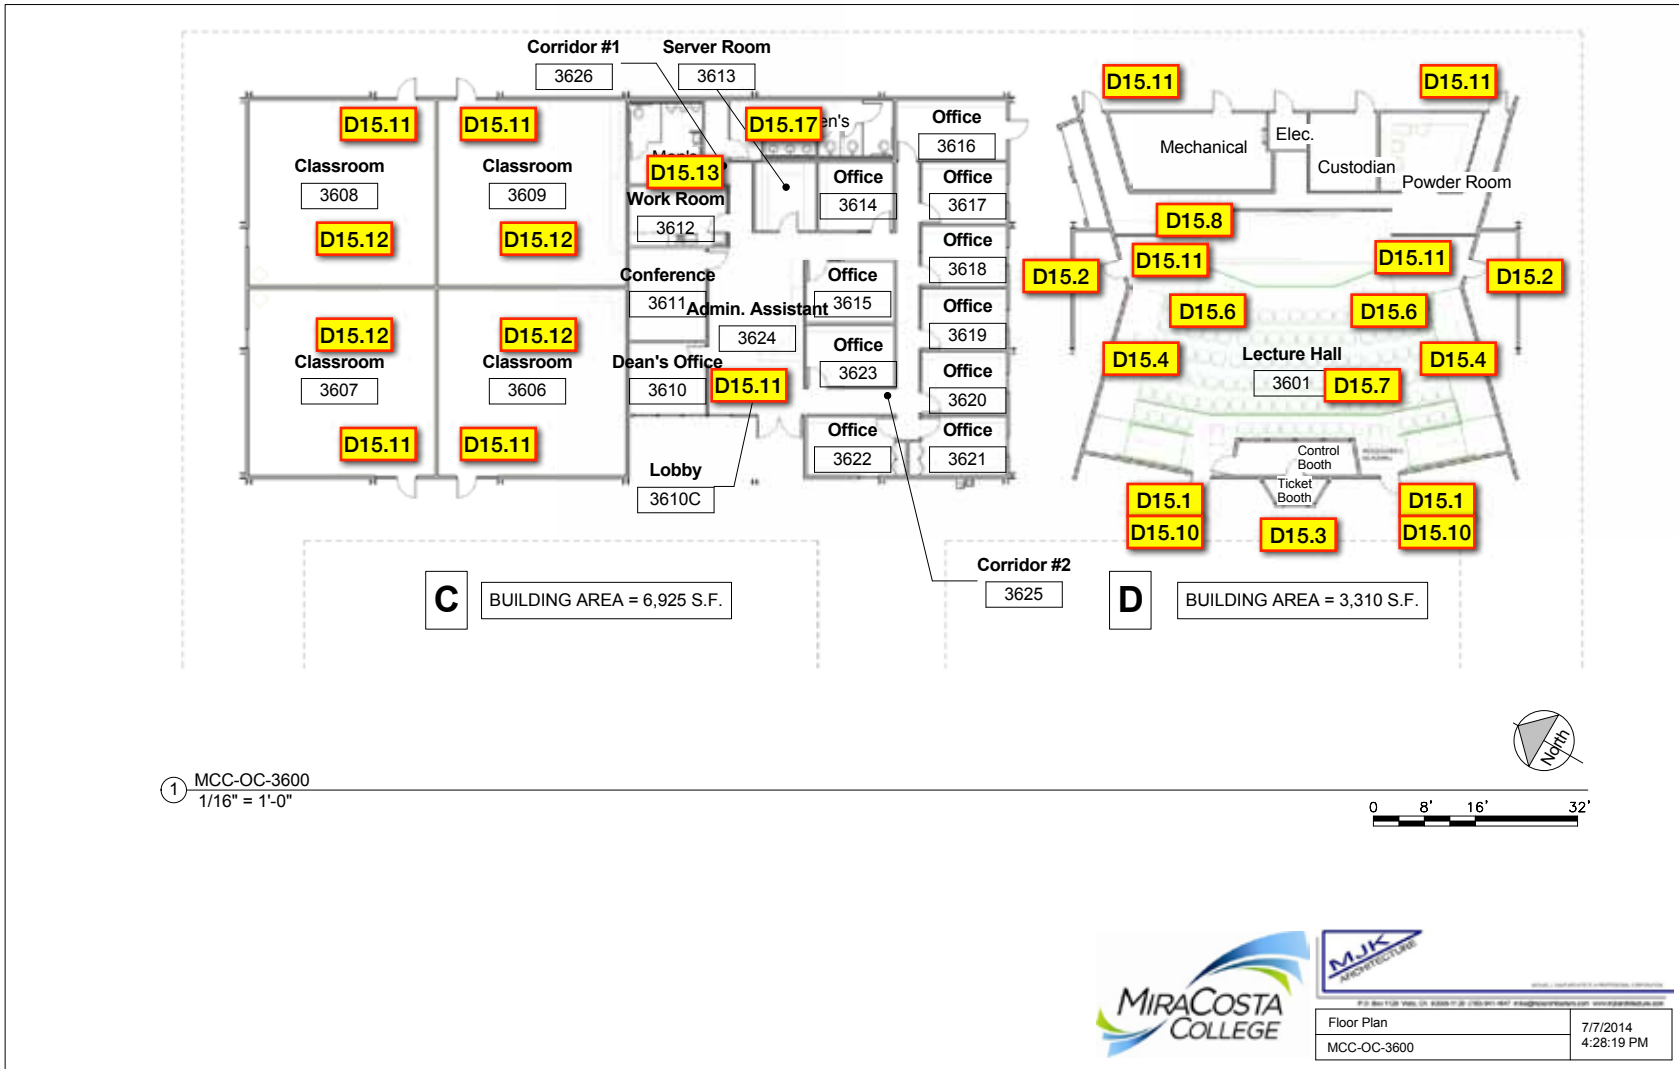 Corridor #1
3626
Server Room
3613
D15.11
D15.11
D15.17
en's
Office
3616
D15.11
D15.11
Mechanical
Elec.
Custodian
Powder Room
Classroom
3608
Classroom
3609
D15.13
Work Room
3612
Office
3614
Office
3617
D15.12
D15.12
D15.8
Office
3618
D15.11
D15.11
D15.2
D15.2
Conference
3611
Office
3615
Admin. Assistant
3624
Office
3619
D15.6
D15.6
D15.12
D15.12
Classroom
3607
Classroom
3606
Dean's Office
3610
D15.11
Office
3623
Office
3620
D15.4
D15.4
Lecture Hall
3601
D15.7
D15.11
D15.11
Office
3622
Office
3621
Lobby
3610C
Control
Booth
Ticket
Booth
D15.1
D15.10
D15.3
D15.1
D15.10
Corridor #2
3625
C
BUILDING AREA = 6,925 S.F.
D
BUILDING AREA = 3,310 S.F.
North
1
MCC-OC-3600
1/16" = 1'-0"
0 8' 16' 32'
MIRACOSTA
COLLEGE
MJK
ARCHITECTURE
Floor Plan
MCC-OC-3600
7/7/2014
4:28:19 PM